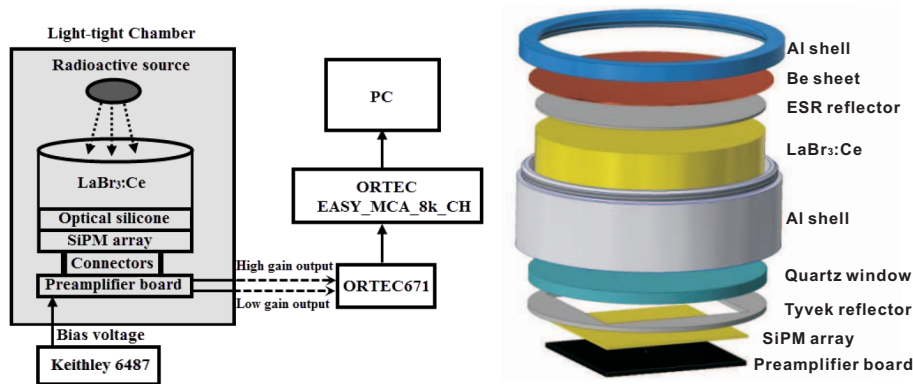 Light-tight Chamber
Radioactive source
LaBr₃:Ce
Optical silicone
SiPM array
Connectors
Preamplifier board
Bias voltage
Keithley 6487
High gain output
Low gain output
PC
ORTEC
EASY_MCA_8k_CH
ORTEC671
Al shell
Be sheet
ESR reflector
LaBr₃:Ce
Al shell
Quartz window
Tyvek reflector
SiPM array
Preamplifier board